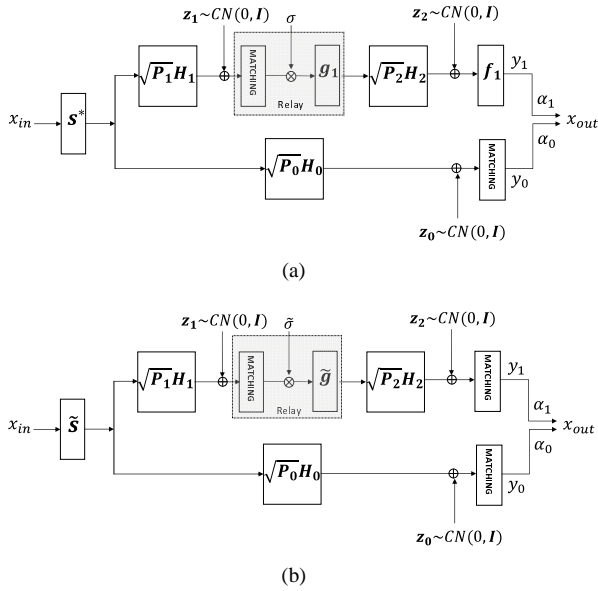 z₁~CN(0, I)
σ
z₂~CN(0, I)
x_in
s*
√P₁H₁
MATCHING
g₁
Relay
√P₂H₂
f₁
y₁
α₁
x_out
α₀
√P₀H₀
MATCHING
y₀
z₀~CN(0, I)
(a)
z₁~CN(0, I)
σ̃
z₂~CN(0, I)
x_in
s̃
√P₁H₁
MATCHING
g̃
Relay
√P₂H₂
MATCHING
y₁
α₁
x_out
α₀
√P₀H₀
MATCHING
y₀
z₀~CN(0, I)
(b)